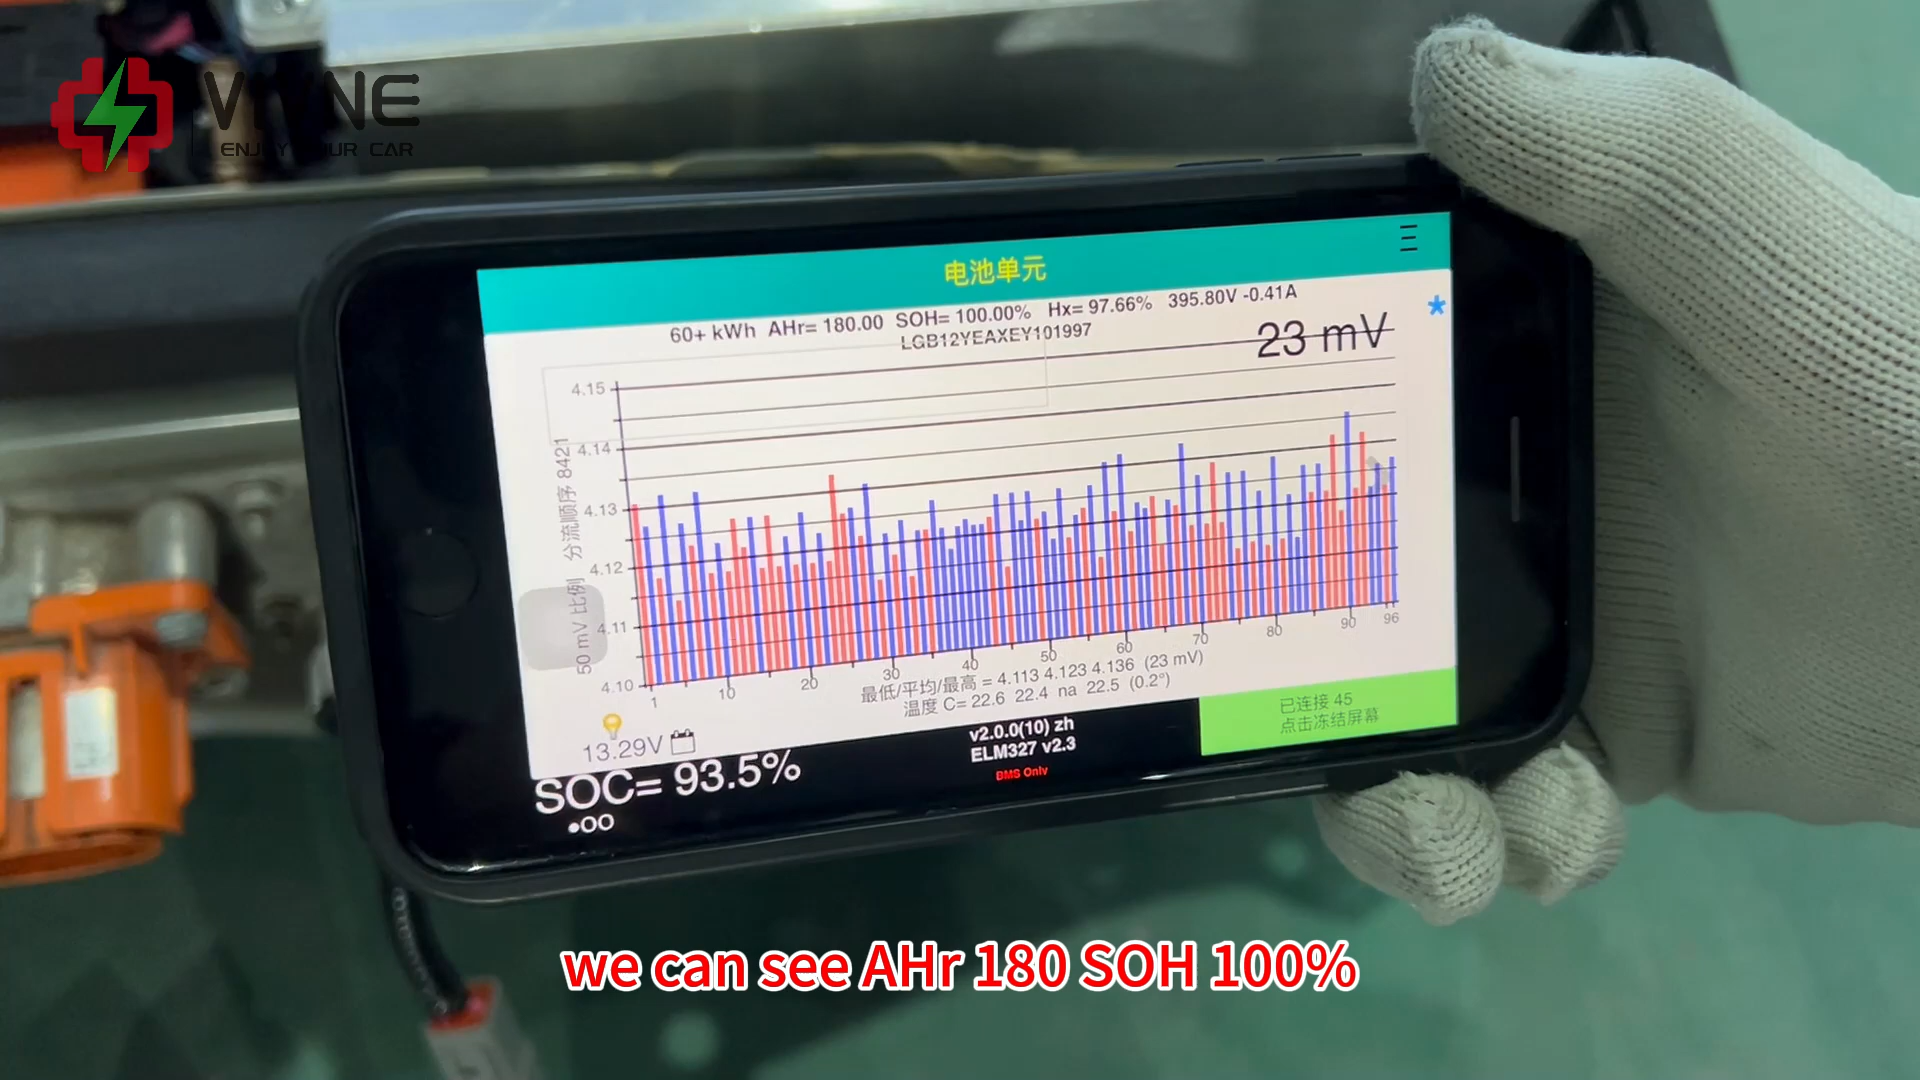 ENJOY YOUR CAR
电池单元
60+ kWh AHr= 180.00 SOH= 100.00% Hx= 97.66% 395.80V -0.41A
LGB12YEAXEY101997
23 mV
4.15
4.14
4.13
4.12
4.11
4.10
50 mV 比例 分流顺序 8421
1 10 20 30 40 50 60 70 80 90 96
最低/平均/最高 = 4.113 4.123 4.136 (23 mV)
温度 C= 22.6 22.4 na 22.5 (0.2°)
13.29V
SOC= 93.5%
v2.0.0(10) zh
ELM327 v2.3
BMS Only
已连接 45
点击冻结屏幕
we can see AHr 180 SOH 100%